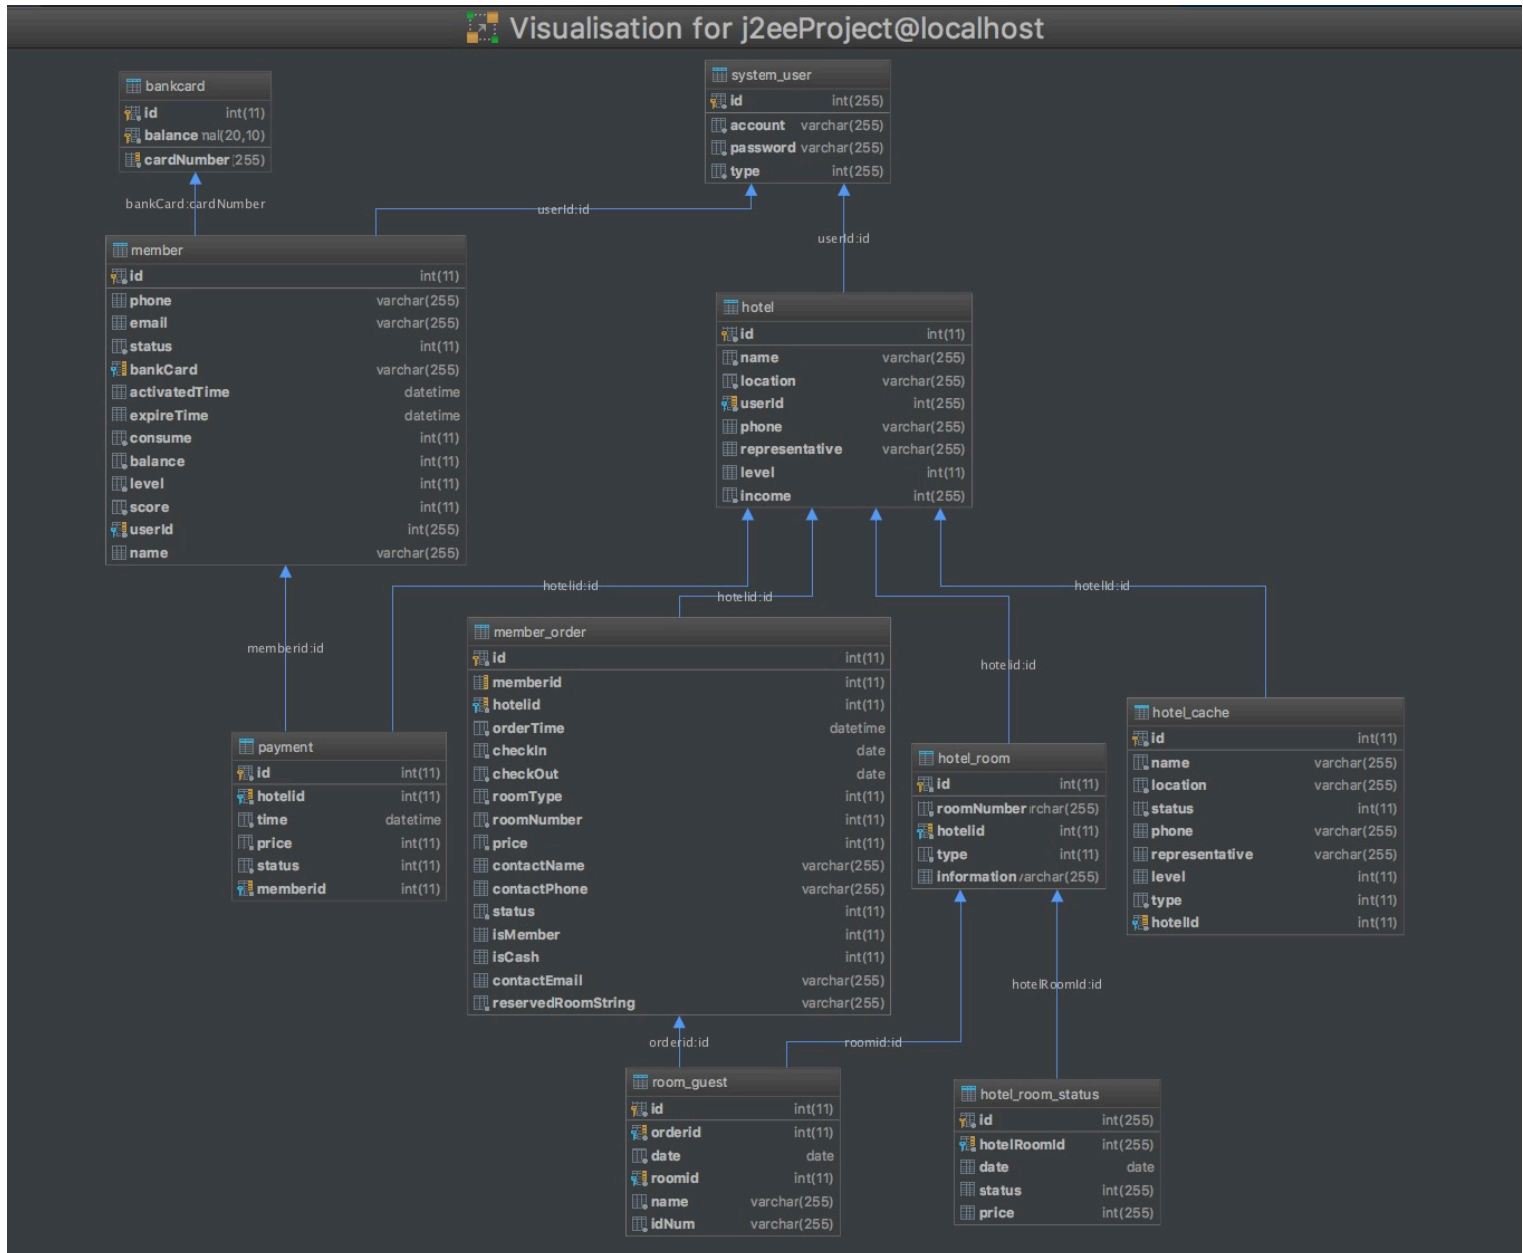 Visualisation for j2eeProject@localhost
bankcard
id int(11)
balance nal(20,10)
cardNumber (255)
system_user
id int(255)
account varchar(255)
password varchar(255)
type int(255)
bankCard:cardNumber
userId:id
userId:id
member
id int(11)
phone varchar(255)
email varchar(255)
status int(11)
bankCard varchar(255)
activatedTime datetime
expireTime datetime
consume int(11)
balance int(11)
level int(11)
score int(11)
userId int(255)
name varchar(255)
hotel
id int(11)
name varchar(255)
location varchar(255)
userId int(255)
phone varchar(255)
representative varchar(255)
level int(11)
income int(255)
hotelid:id
hotelid:id
hotelId:id
memberid:id
hotelid:id
member_order
id int(11)
memberid int(11)
hotelid int(11)
orderTime datetime
checkIn date
checkOut date
roomType int(11)
roomNumber int(11)
price int(11)
contactName varchar(255)
contactPhone varchar(255)
status int(11)
isMember int(11)
isCash int(11)
contactEmail varchar(255)
reservedRoomString varchar(255)
payment
id int(11)
hotelid int(11)
time datetime
price int(11)
status int(11)
memberid int(11)
hotel_room
id int(11)
roomNumber rchar(255)
hotelid int(11)
type int(11)
information varchar(255)
hotel_cache
id int(11)
name varchar(255)
location varchar(255)
status int(11)
phone varchar(255)
representative varchar(255)
level int(11)
type int(11)
hotelId int(11)
hotelRoomId:id
orderid:id
roomid:id
room_guest
id int(11)
orderid int(11)
date date
roomid int(11)
name varchar(255)
idNum varchar(255)
hotel_room_status
id int(255)
hotelRoomId int(255)
date date
status int(255)
price int(255)